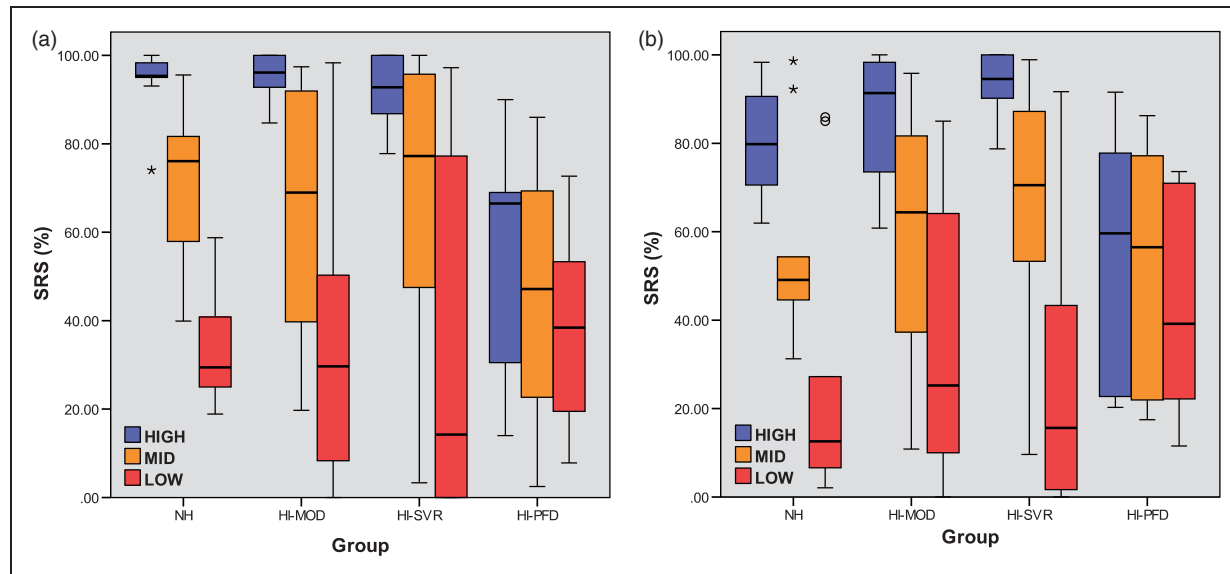 (a)
SRS (%)
100.00
80.00
60.00
40.00
20.00
.00
HIGH
MID
LOW
*
NH
HI-MOD
HI-SVR
HI-PFD
Group
(b)
SRS (%)
100.00
80.00
60.00
40.00
20.00
.00
HIGH
MID
LOW
*
*
NH
HI-MOD
HI-SVR
HI-PFD
Group